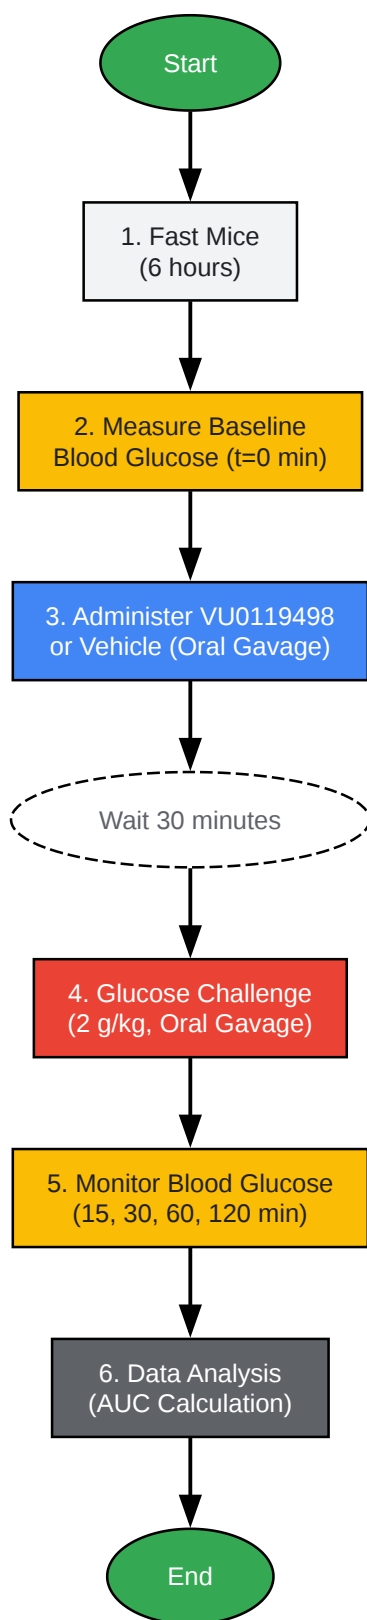 Start
1. Fast Mice
(6 hours)
2. Measure Baseline
Blood Glucose (t=0 min)
3. Administer VU0119498
or Vehicle (Oral Gavage)
Wait 30 minutes
4. Glucose Challenge
(2 g/kg, Oral Gavage)
5. Monitor Blood Glucose
(15, 30, 60, 120 min)
6. Data Analysis
(AUC Calculation)
End